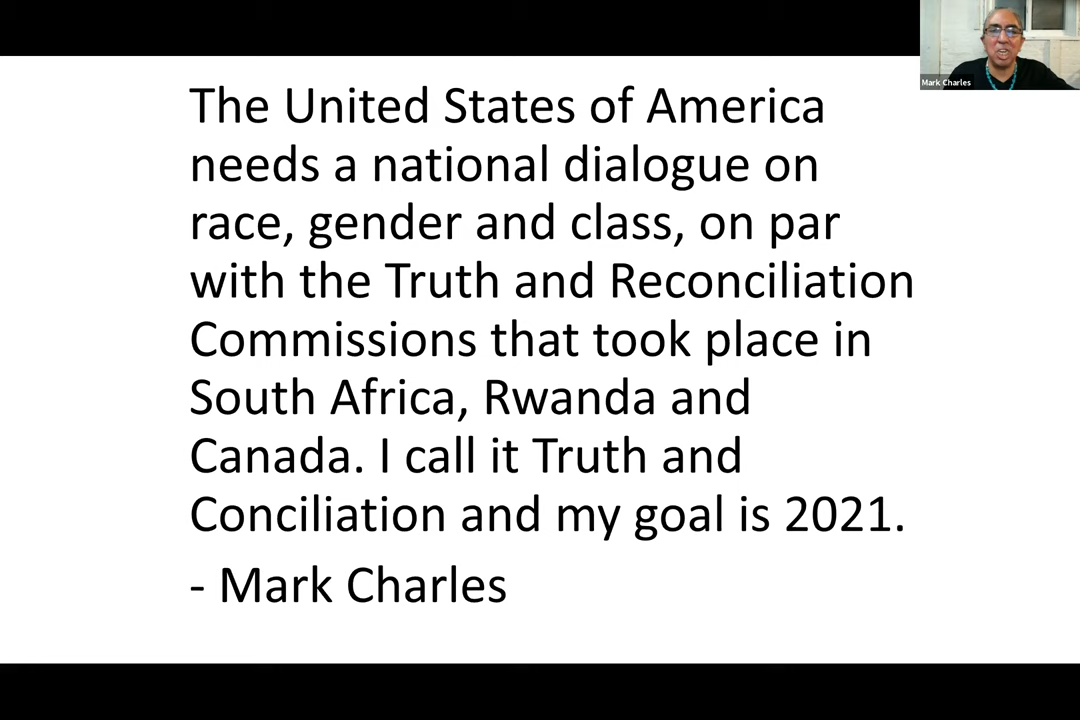 Mark Charles
The United States of America
needs a national dialogue on
race, gender and class, on par
with the Truth and Reconciliation
Commissions that took place in
South Africa, Rwanda and
Canada. I call it Truth and
Conciliation and my goal is 2021.
- Mark Charles